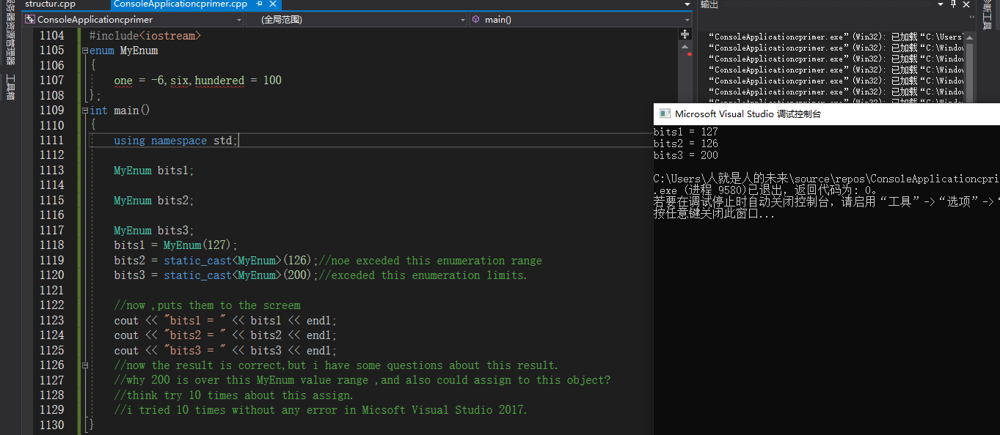 structur.cpp
ConsoleApplicationcprimer.cpp
ConsoleApplicationcprimer
(全局范围)
main()
服务器资源管理器
工具箱
1104 #include<iostream>
1105 enum MyEnum
1106 {
1107 one = -6,six,hundered = 100
1108 };
1109 int main()
1110 {
1111 using namespace std;
1112
1113 MyEnum bits1;
1114
1115 MyEnum bits2;
1116
1117 MyEnum bits3;
1118 bits1 = MyEnum(127);
1119 bits2 = static_cast<MyEnum>(126);//noe exceded this enumeration range
1120 bits3 = static_cast<MyEnum>(200);//exceded this enumeration limits.
1121
1122 //now ,puts them to the screem
1123 cout << "bits1 = " << bits1 << endl;
1124 cout << "bits2 = " << bits2 << endl;
1125 cout << "bits3 = " << bits3 << endl;
1126 //now the result is correct,but i have some questions about this result.
1127 //why 200 is over this MyEnum value range ,and also could assign to this object?
1128 //think try 10 times about this assign.
1129 //i tried 10 times without any error in Micsoft Visual Studio 2017.
1130 }
输出
“ConsoleApplicationcprimer.exe”(Win32): 已加载“C:\Users
“ConsoleApplicationcprimer.exe”(Win32): 已加载“C:\Window
“ConsoleApplicationcprimer.exe”(Win32): 已加载“C:\Window
“ConsoleApplicationcprimer.exe”(Win32): 已加载“C:\Window
“ConsoleApplicationcprimer.exe”(Win32): 已加载“C:\Window
“ConsoleApplicationcprimer.exe”(Win32): 已加载“C:\Window
断工具
Microsoft Visual Studio 调试控制台
bits1 = 127
bits2 = 126
bits3 = 200
C:\Users\人就是人的未来\source\repos\ConsoleApplicationcpri
.exe (进程 9580)已退出，返回代码为: 0。
若要在调试停止时自动关闭控制台，请启用“工具”->“选项”->“
按任意键关闭此窗口...